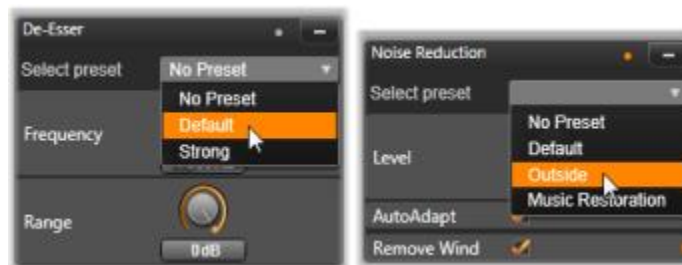 De-Esser
Select preset No Preset
No Preset
Default
Strong
Frequency
Range
0dB
Noise Reduction
Select preset
No Preset
Default
Outside
Music Restoration
Level
AutoAdapt
Remove Wind